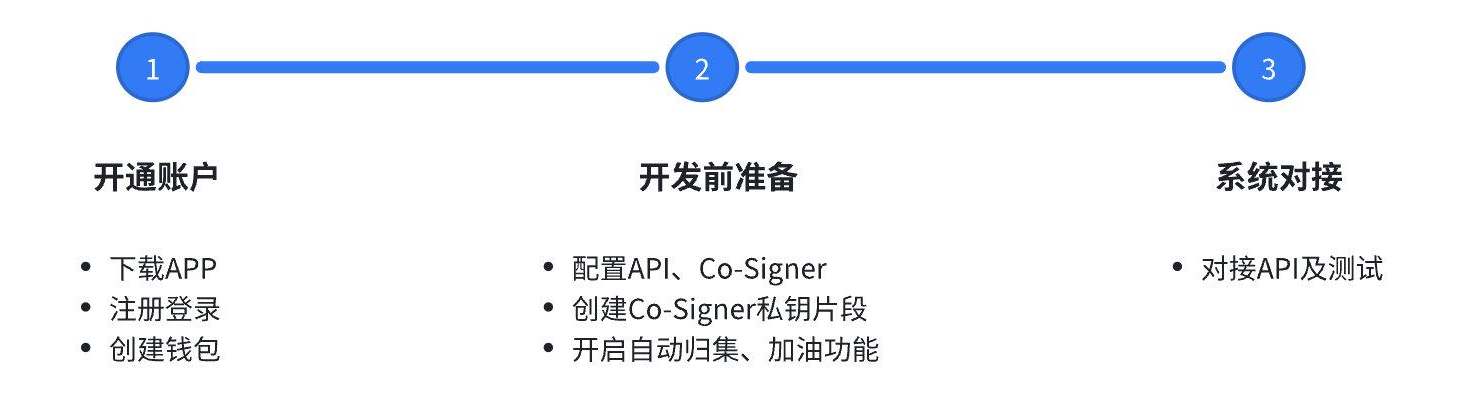 1
2
3
开通账户
开发前准备
系统对接
• 下载APP
• 注册登录
• 创建钱包
• 配置API、Co-Signer
• 创建Co-Signer私钥片段
• 开启自动归集、加油功能
• 对接API及测试